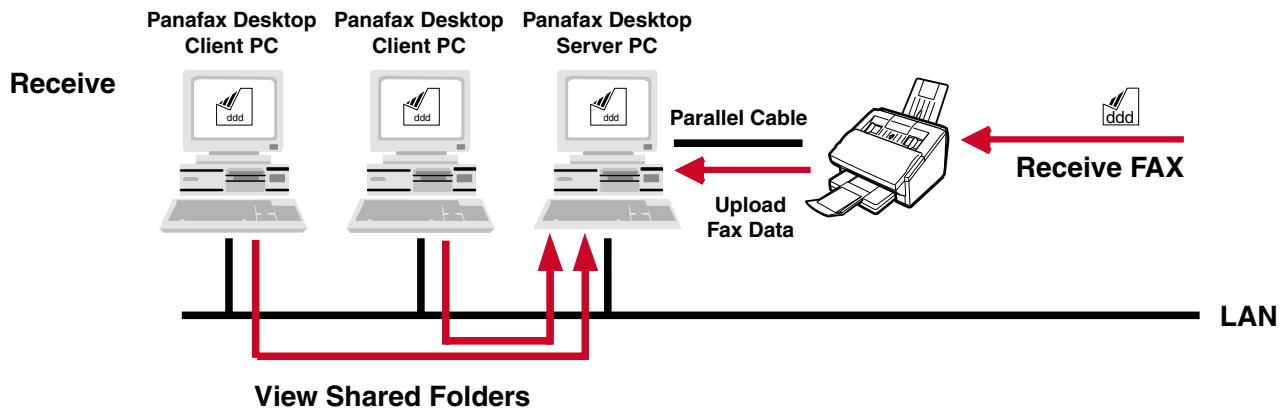 Panafax Desktop
Client PC
Panafax Desktop
Client PC
Panafax Desktop
Server PC
Receive
ddd
ddd
ddd
ddd
Parallel Cable
Receive FAX
Upload
Fax Data
LAN
View Shared Folders